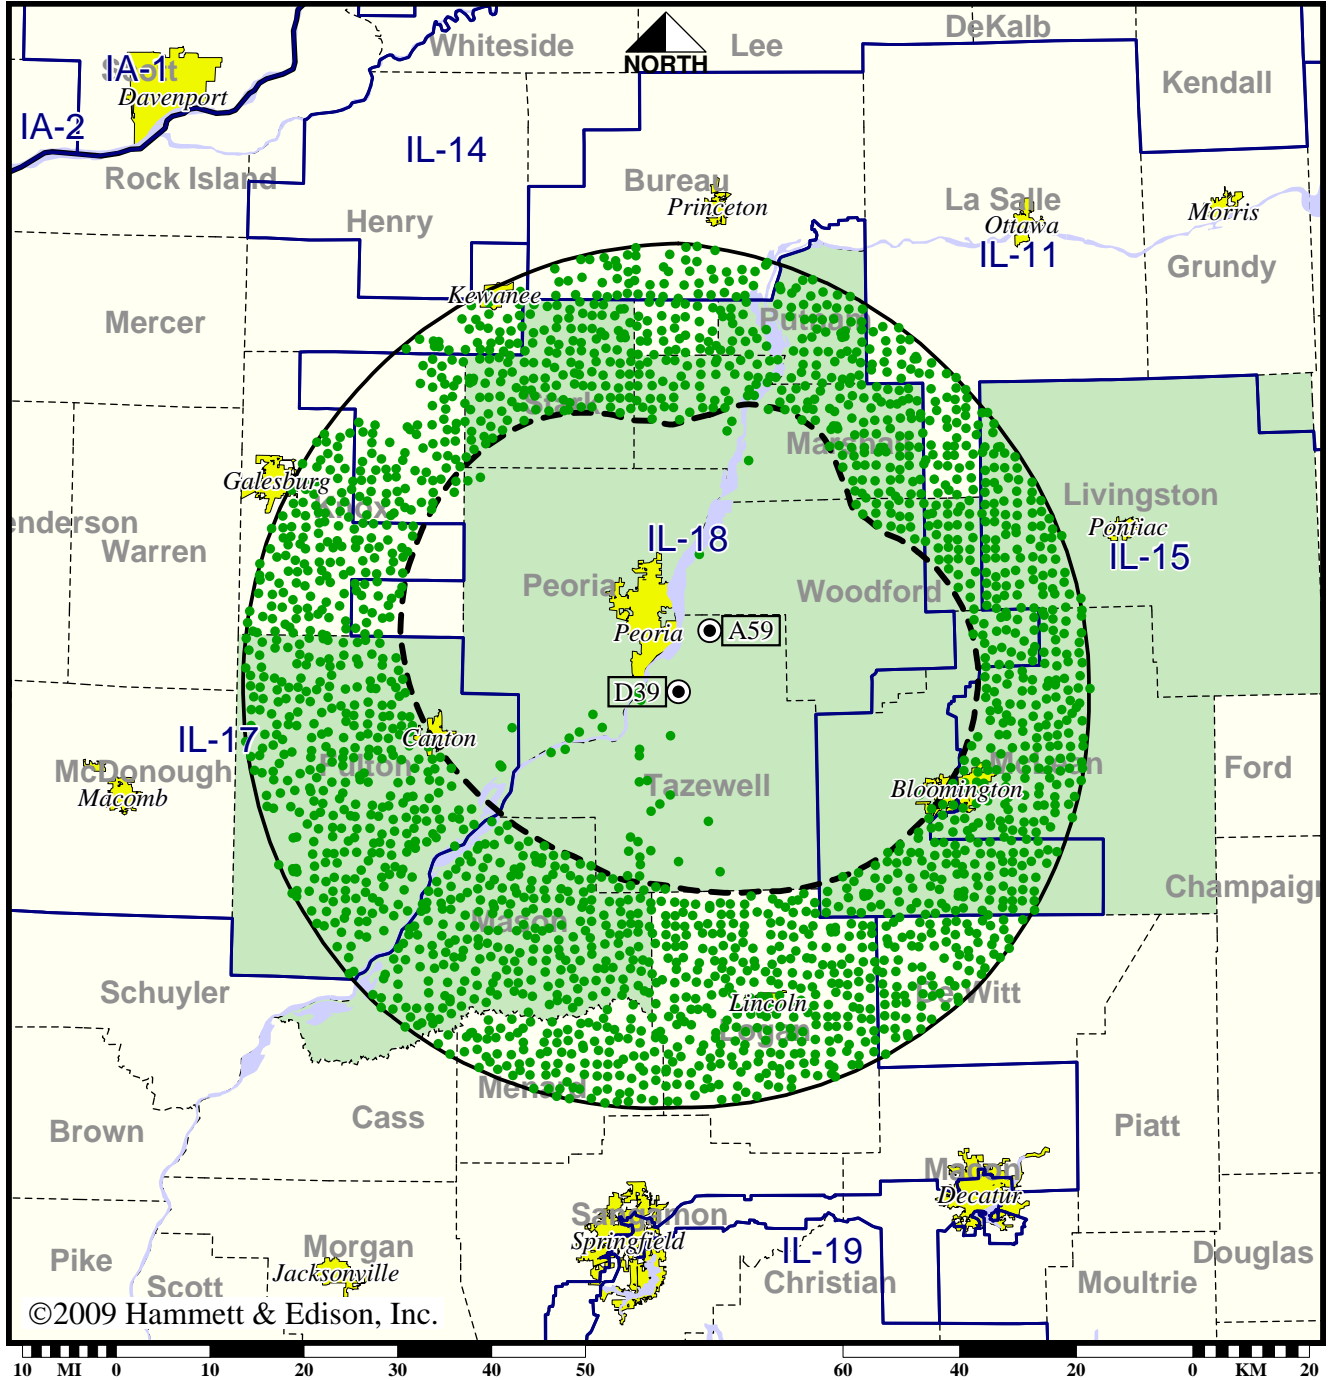 DeKalb
Whiteside
Lee
NORTH
Scott
IA-1
Davenport
Kendall
IA-2
IL-14
Rock Island
Bureau
Princeton
La Salle
Ottawa
Morris
Henry
IL-11
Grundy
Kewanee
Mercer
Putnam
Stark
Marshall
Galesburg
Knox
Livingston
Pontiac
enderson
Warren
IL-18
IL-15
Peoria
Woodford
Peoria
A59
D39
IL-17
Canton
McDonough
Macomb
Fulton
Tazewell
McLean
Bloomington
Ford
Champaign
Mason
Schuyler
Lincoln
Logan
De Witt
Menard
Cass
Brown
Piatt
Macon
Decatur
Sangamon
Springfield
IL-19
Pike
Morgan
Jacksonville
Scott
Christian
Moultrie
Douglas
©2009 Hammett & Edison, Inc.
10 MI 0 10 20 30 40 50 60 40 20 0 KM 20